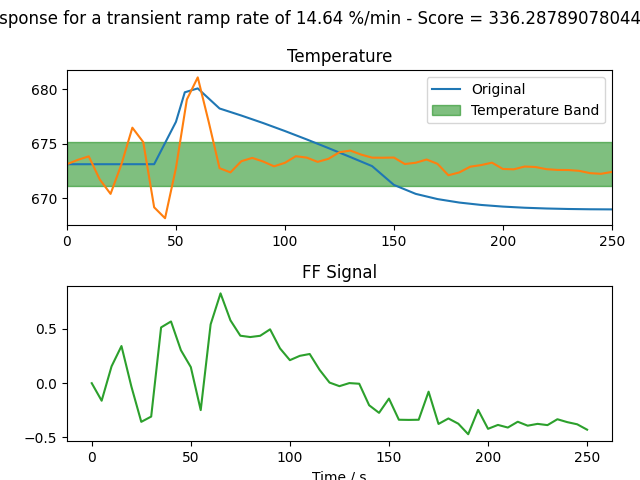 sponse for a transient ramp rate of 14.64 %/min - Score = 336.28789078044
Temperature
680
675
670
Original
Temperature Band
0 50 100 150 200 250
FF Signal
0.5
0.0
−0.5
0 50 100 150 200 250
Time / s